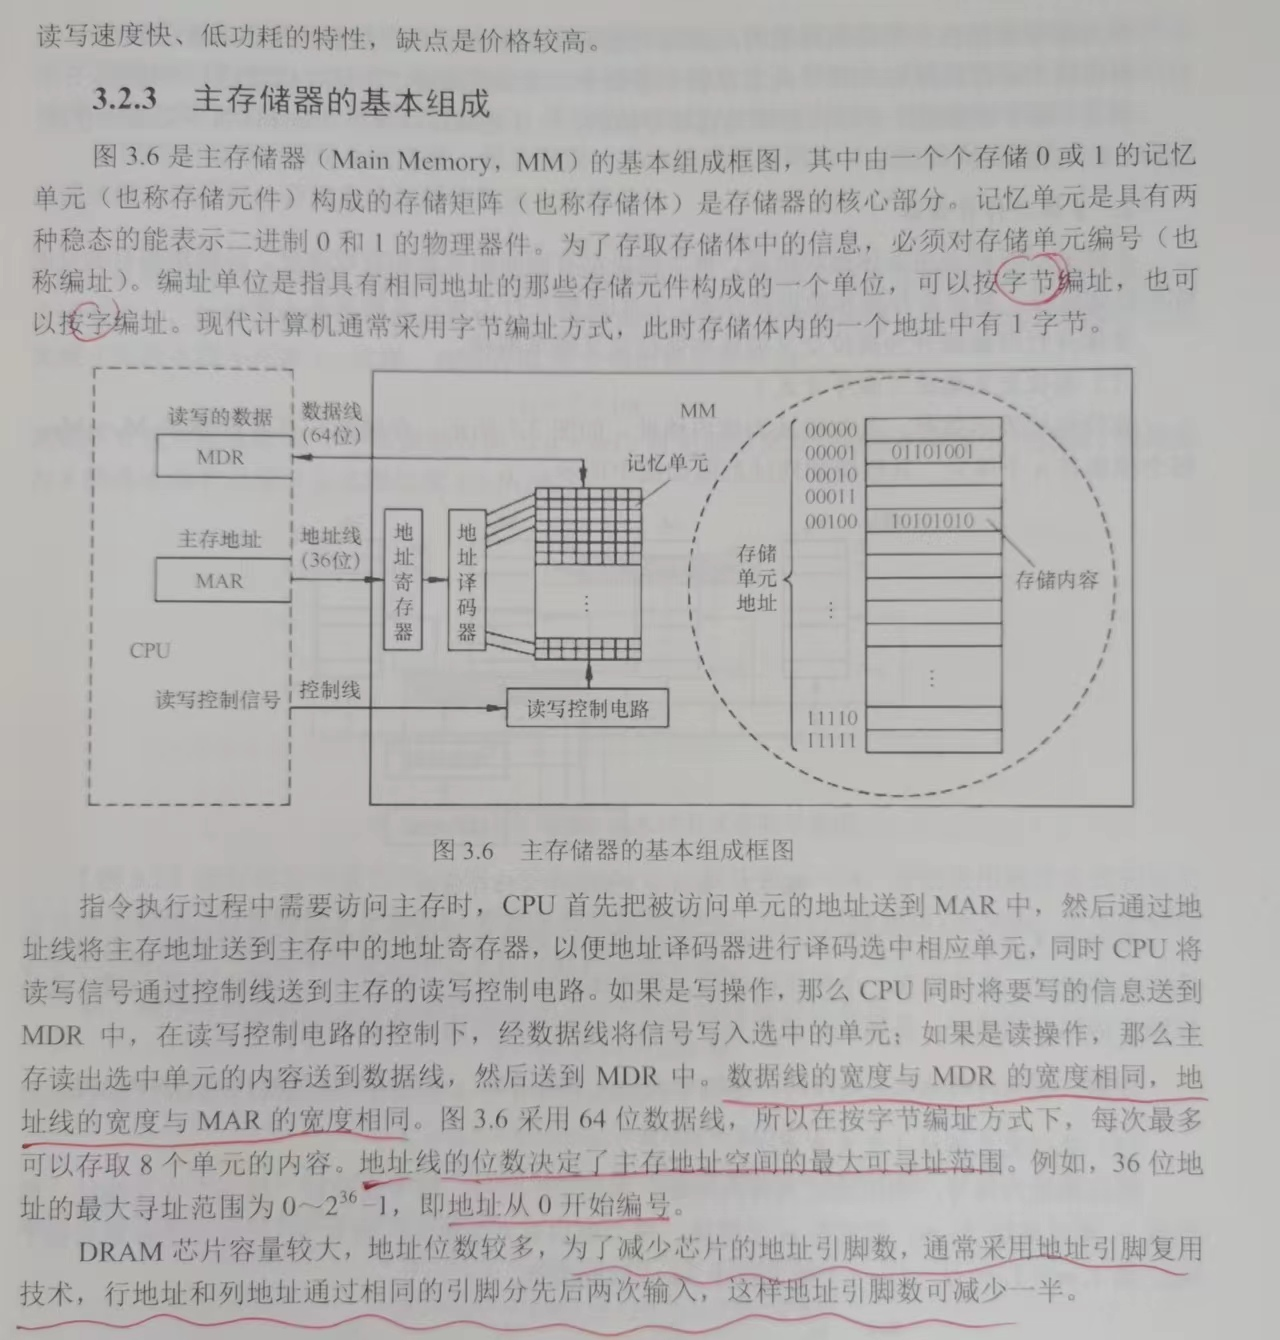 读写速度快、低功耗的特性，缺点是价格较高。
3.2.3 主存储器的基本组成
图 3.6 是主存储器（Main Memory，MM）的基本组成框图，其中由一个个存储 0 或 1 的记忆
单元（也称存储元件）构成的存储矩阵（也称存储体）是存储器的核心部分。记忆单元是具有两
种稳态的能表示二进制 0 和 1 的物理器件。为了存取存储体中的信息，必须对存储单元编号（也
称编址）。编址单位是指具有相同地址的那些存储元件构成的一个单位，可以按字节编址，也可
以按字编址。现代计算机通常采用字节编址方式，此时存储体内的一个地址中有 1 字节。
读写的数据
MDR
数据线
(64位)
主存地址
MAR
地址线
(36位)
CPU
读写控制信号
控制线
地址寄存器
地址译码器
记忆单元
⋮
读写控制电路
MM
00000
00001 01101001
00010
00011
00100 10101010
存储
单元
地址
⋮
⋮
存储内容
11110
11111
图 3.6 主存储器的基本组成框图
指令执行过程中需要访问主存时，CPU 首先把被访问单元的地址送到 MAR 中，然后通过地
址线将主存地址送到主存中的地址寄存器，以便地址译码器进行译码选中相应单元，同时 CPU 将
读写信号通过控制线送到主存的读写控制电路。如果是写操作，那么 CPU 同时将要写的信息送到
MDR 中，在读写控制电路的控制下，经数据线将信号写入选中的单元；如果是读操作，那么主
存读出选中单元的内容送到数据线，然后送到 MDR 中。数据线的宽度与 MDR 的宽度相同，地
址线的宽度与 MAR 的宽度相同。图 3.6 采用 64 位数据线，所以在按字节编址方式下，每次最多
可以存取 8 个单元的内容。地址线的位数决定了主存地址空间的最大可寻址范围。例如，36 位地
址的最大寻址范围为 0～2³⁶−1，即地址从 0 开始编号。
DRAM 芯片容量较大，地址位数较多，为了减少芯片的地址引脚数，通常采用地址引脚复用
技术，行地址和列地址通过相同的引脚分先后两次输入，这样地址引脚数可减少一半。